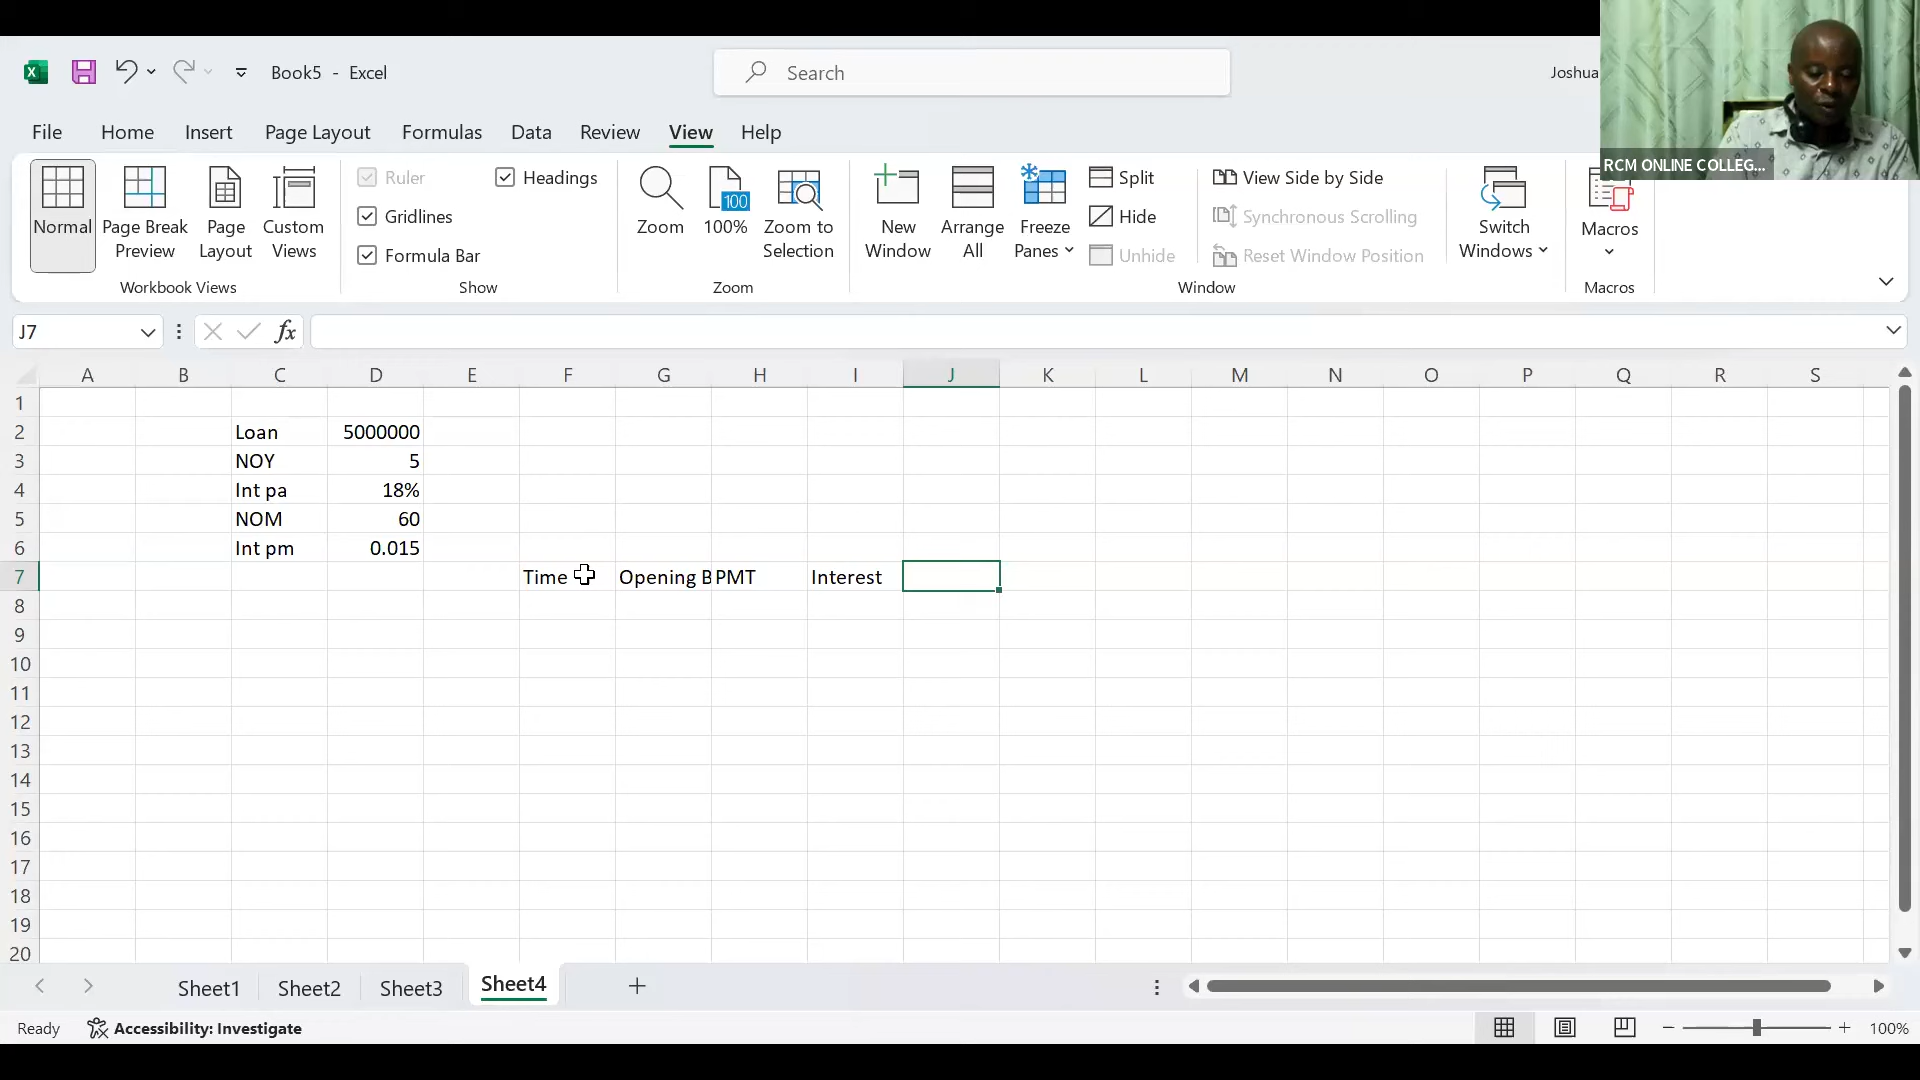 Book5 - Excel
Search
Joshua
File Home Insert Page Layout Formulas Data Review View Help
RCM ONLINE COLLEG...
Normal
Page Break Preview
Page Layout
Custom Views
Workbook Views
Ruler
Headings
Gridlines
Formula Bar
Show
Zoom
100
100%
Zoom to Selection
Zoom
New Window
Arrange All
Freeze Panes
Split
Hide
Unhide
View Side by Side
Synchronous Scrolling
Reset Window Position
Window
Switch Windows
Macros
Macros
J7
fx
A B C D E F G H I J K L M N O P Q R S
1
2 Loan 5000000
3 NOY 5
4 Int pa 18%
5 NOM 60
6 Int pm 0.015
7 Time Opening B PMT Interest
8
9
10
11
12
13
14
15
16
17
18
19
20
Sheet1 Sheet2 Sheet3 Sheet4
Ready Accessibility: Investigate
100%